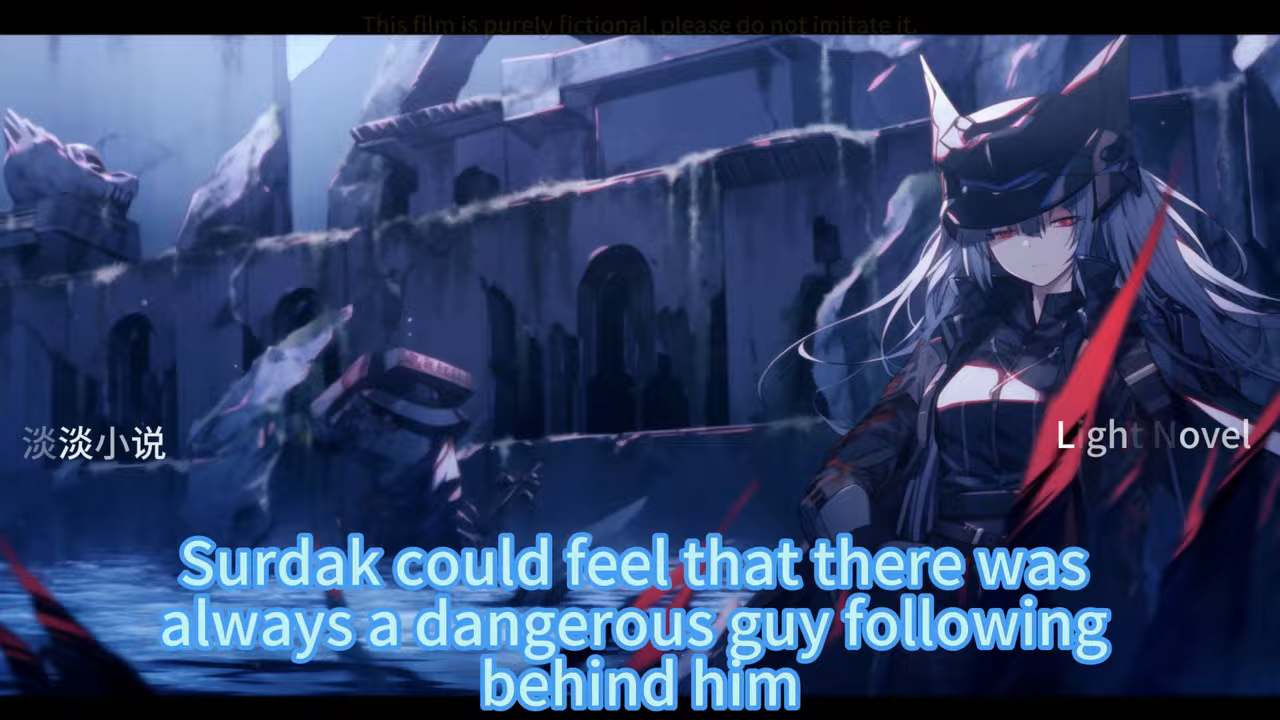 This film is purely fictional, please do not imitate it.
淡淡小说
Light Novel
Surdak could feel that there was
always a dangerous guy following
behind him